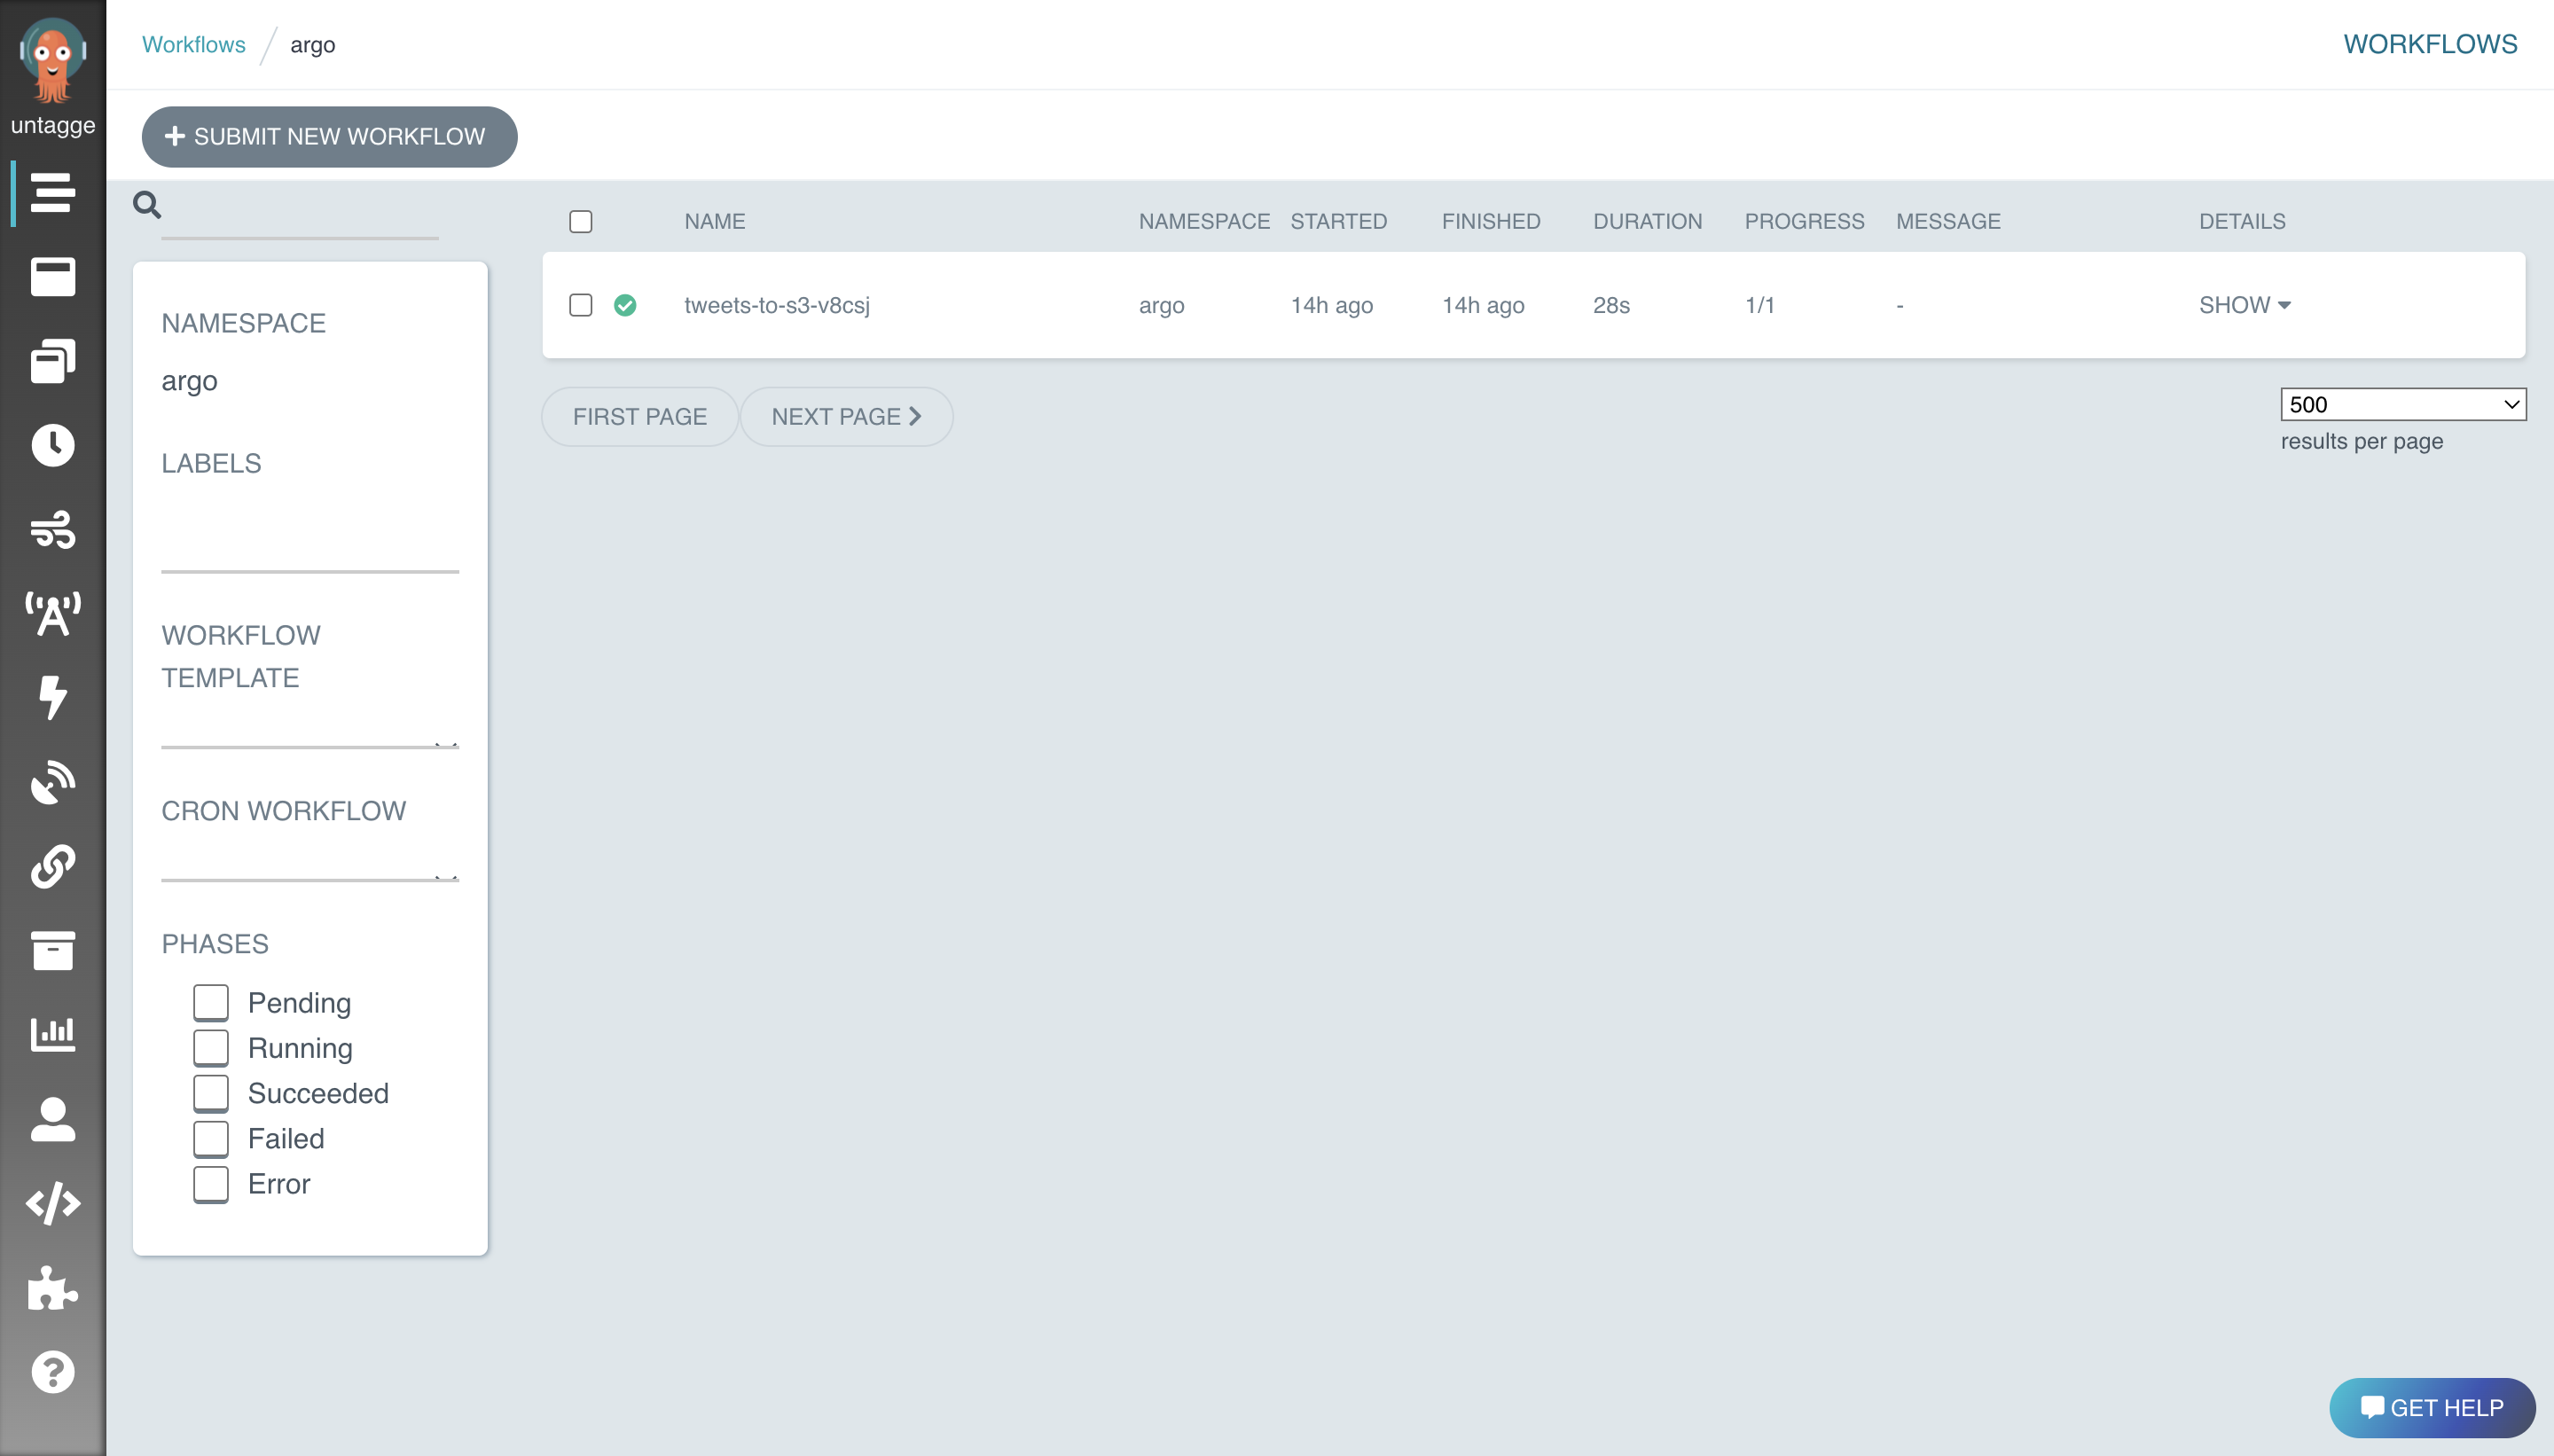 untagge
Workflows
argo
WORKFLOWS
SUBMIT NEW WORKFLOW
NAMESPACE
argo
LABELS
WORKFLOW
TEMPLATE
CRON WORKFLOW
PHASES
Pending
Running
Succeeded
Failed
Error
NAME NAMESPACE STARTED FINISHED DURATION PROGRESS MESSAGE DETAILS
tweets-to-s3-v8csj argo 14h ago 14h ago 28s 1/1 - SHOW
FIRST PAGE NEXT PAGE
500
results per page
GET HELP